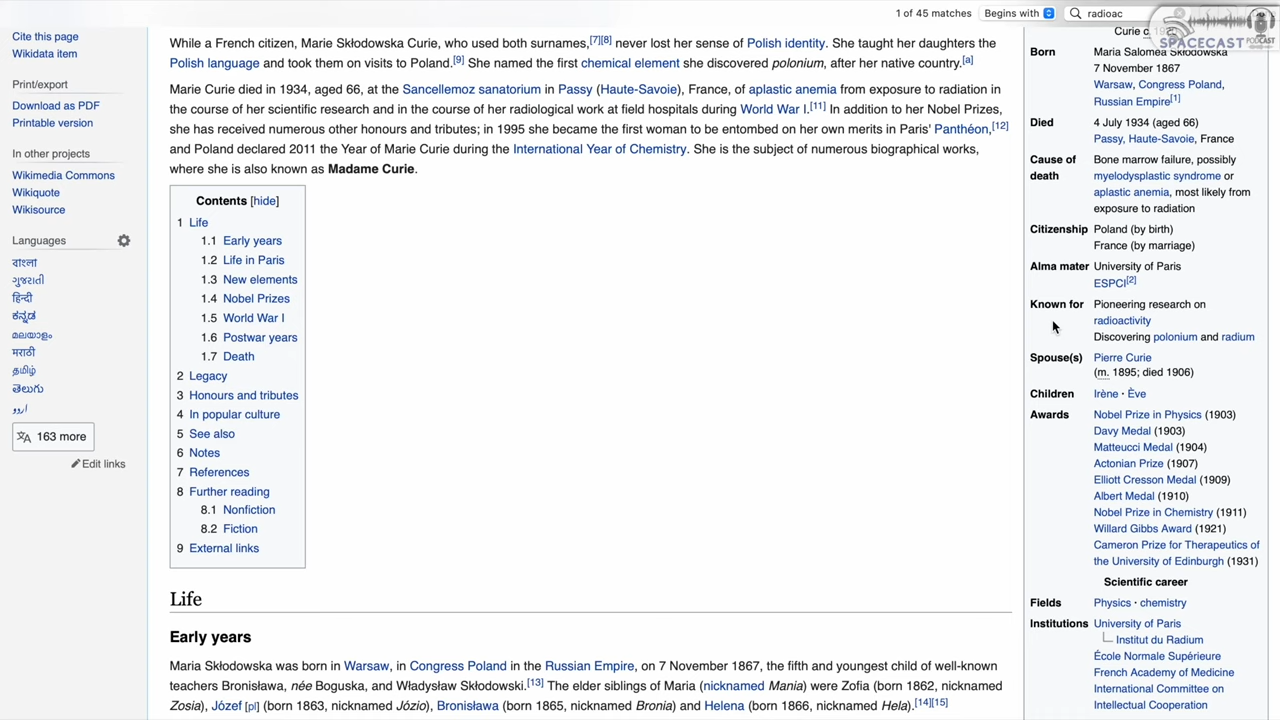 1 of 45 matches
Begins with
radioac
SPACECAST PODCAST
Cite this page
Wikidata item
Print/export
Download as PDF
Printable version
In other projects
Wikimedia Commons
Wikiquote
Wikisource
Languages
বাংলা
ગુજરાતી
हिन्दी
ಕನ್ನಡ
മലയാളം
मराठी
தமிழ்
తెలుగు
اردو
163 more
Edit links
While a French citizen, Marie Skłodowska Curie, who used both surnames,[7][8] never lost her sense of Polish identity. She taught her daughters the
Polish language and took them on visits to Poland.[9] She named the first chemical element she discovered polonium, after her native country.[a]
Marie Curie died in 1934, aged 66, at the Sancellemoz sanatorium in Passy (Haute-Savoie), France, of aplastic anemia from exposure to radiation in
the course of her scientific research and in the course of her radiological work at field hospitals during World War I.[11] In addition to her Nobel Prizes,
she has received numerous other honours and tributes; in 1995 she became the first woman to be entombed on her own merits in Paris' Panthéon,[12]
and Poland declared 2011 the Year of Marie Curie during the International Year of Chemistry. She is the subject of numerous biographical works,
where she is also known as Madame Curie.
Contents [hide]
1 Life
1.1 Early years
1.2 Life in Paris
1.3 New elements
1.4 Nobel Prizes
1.5 World War I
1.6 Postwar years
1.7 Death
2 Legacy
3 Honours and tributes
4 In popular culture
5 See also
6 Notes
7 References
8 Further reading
8.1 Nonfiction
8.2 Fiction
9 External links
Life
Early years
Maria Skłodowska was born in Warsaw, in Congress Poland in the Russian Empire, on 7 November 1867, the fifth and youngest child of well-known
teachers Bronisława, née Boguska, and Władysław Skłodowski.[13] The elder siblings of Maria (nicknamed Mania) were Zofia (born 1862, nicknamed
Zosia), Józef [pl] (born 1863, nicknamed Józio), Bronisława (born 1865, nicknamed Bronia) and Helena (born 1866, nicknamed Hela).[14][15]
Curie c.
Born Maria Salomea Skłodowska
7 November 1867
Warsaw, Congress Poland,
Russian Empire[1]
Died 4 July 1934 (aged 66)
Passy, Haute-Savoie, France
Cause of death Bone marrow failure, possibly
myelodysplastic syndrome or
aplastic anemia, most likely from
exposure to radiation
Citizenship Poland (by birth)
France (by marriage)
Alma mater University of Paris
ESPCI[2]
Known for Pioneering research on
radioactivity
Discovering polonium and radium
Spouse(s) Pierre Curie
(m. 1895; died 1906)
Children Irène · Ève
Awards Nobel Prize in Physics (1903)
Davy Medal (1903)
Matteucci Medal (1904)
Actonian Prize (1907)
Elliott Cresson Medal (1909)
Albert Medal (1910)
Nobel Prize in Chemistry (1911)
Willard Gibbs Award (1921)
Cameron Prize for Therapeutics of
the University of Edinburgh (1931)
Scientific career
Fields Physics · chemistry
Institutions University of Paris
Institut du Radium
École Normale Supérieure
French Academy of Medicine
International Committee on
Intellectual Cooperation